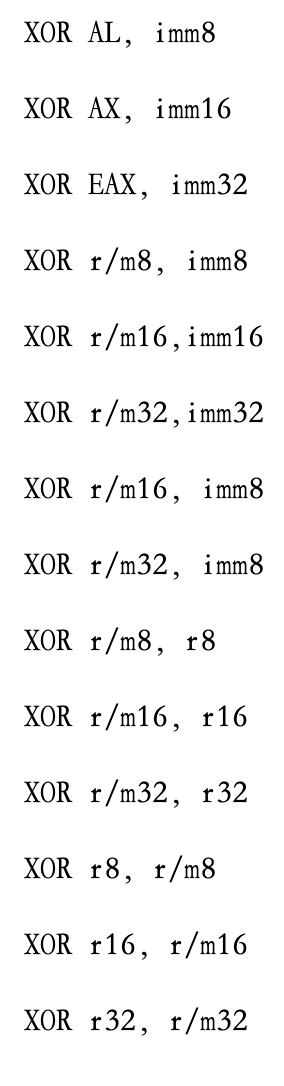 XOR AL, imm8
XOR AX, imm16
XOR EAX, imm32
XOR r/m8, imm8
XOR r/m16,imm16
XOR r/m32,imm32
XOR r/m16, imm8
XOR r/m32, imm8
XOR r/m8, r8
XOR r/m16, r16
XOR r/m32, r32
XOR r8, r/m8
XOR r16, r/m16
XOR r32, r/m32